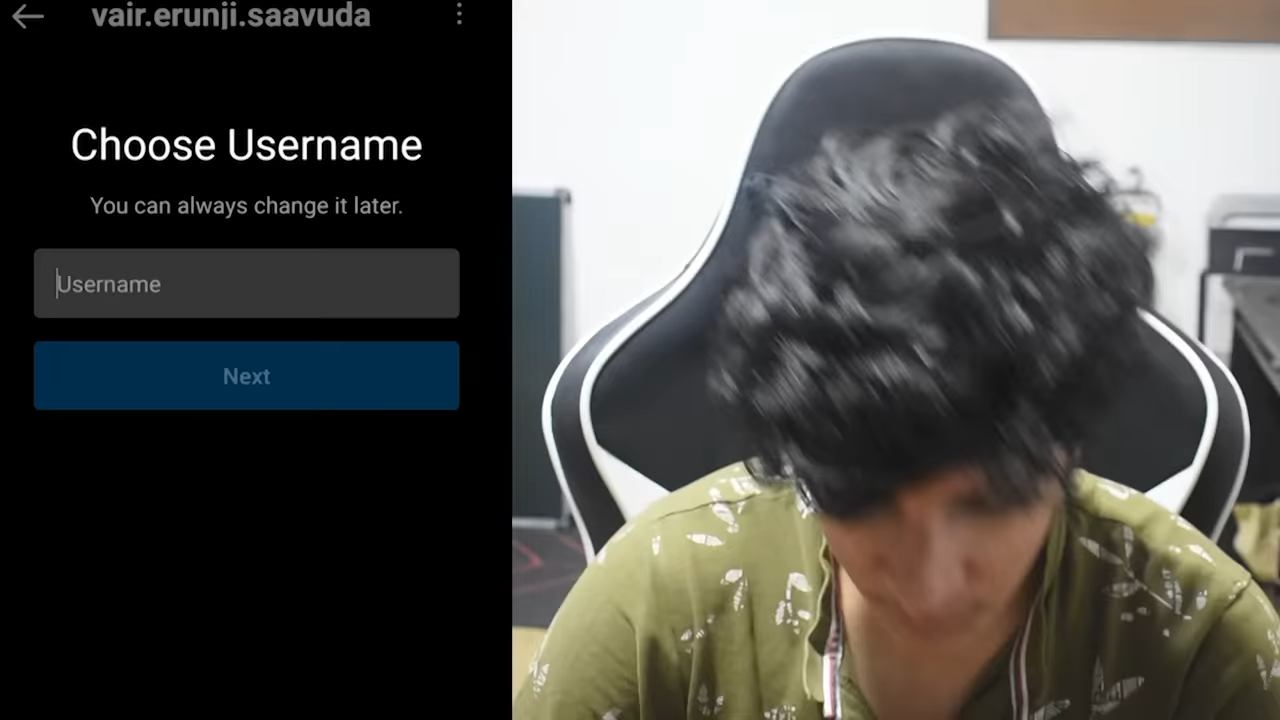 vair.erunji.saavuda
Choose Username
You can always change it later.
Username
Next